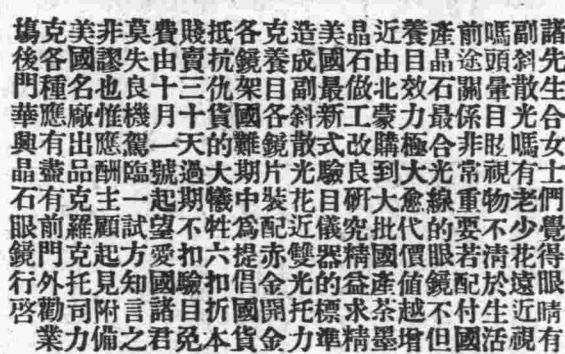 諸先生合女士們覺得眼睛有
副斜散光嗎有老少花遠近視
嗎頭暈目眩視物不清於生活
前途關係非常重要若配付國
產晶石最合光線的眼鏡不但
養目效力極大愈代價值越增
近由北蒙購到大批國產茶墨
晶石做工改良研究精益求精
美國最新式驗目儀器的標準
造成副斜散光花近雙光托力
克養目各鏡片裝配赤金開金
各鏡架國難期中為提倡國貨
抵抗仇貨的大犧牲六扣折本
賤賣三十天過期不扣驗目免
費由十月一號起望愛國諸君
莫失良機駕臨一試方知言之
非謬也惟應酬主顧起見附備
美國名廠出品克羅克托司力
克各種應有盡有前門外勸業
塲後門華興晶石眼鏡行啓